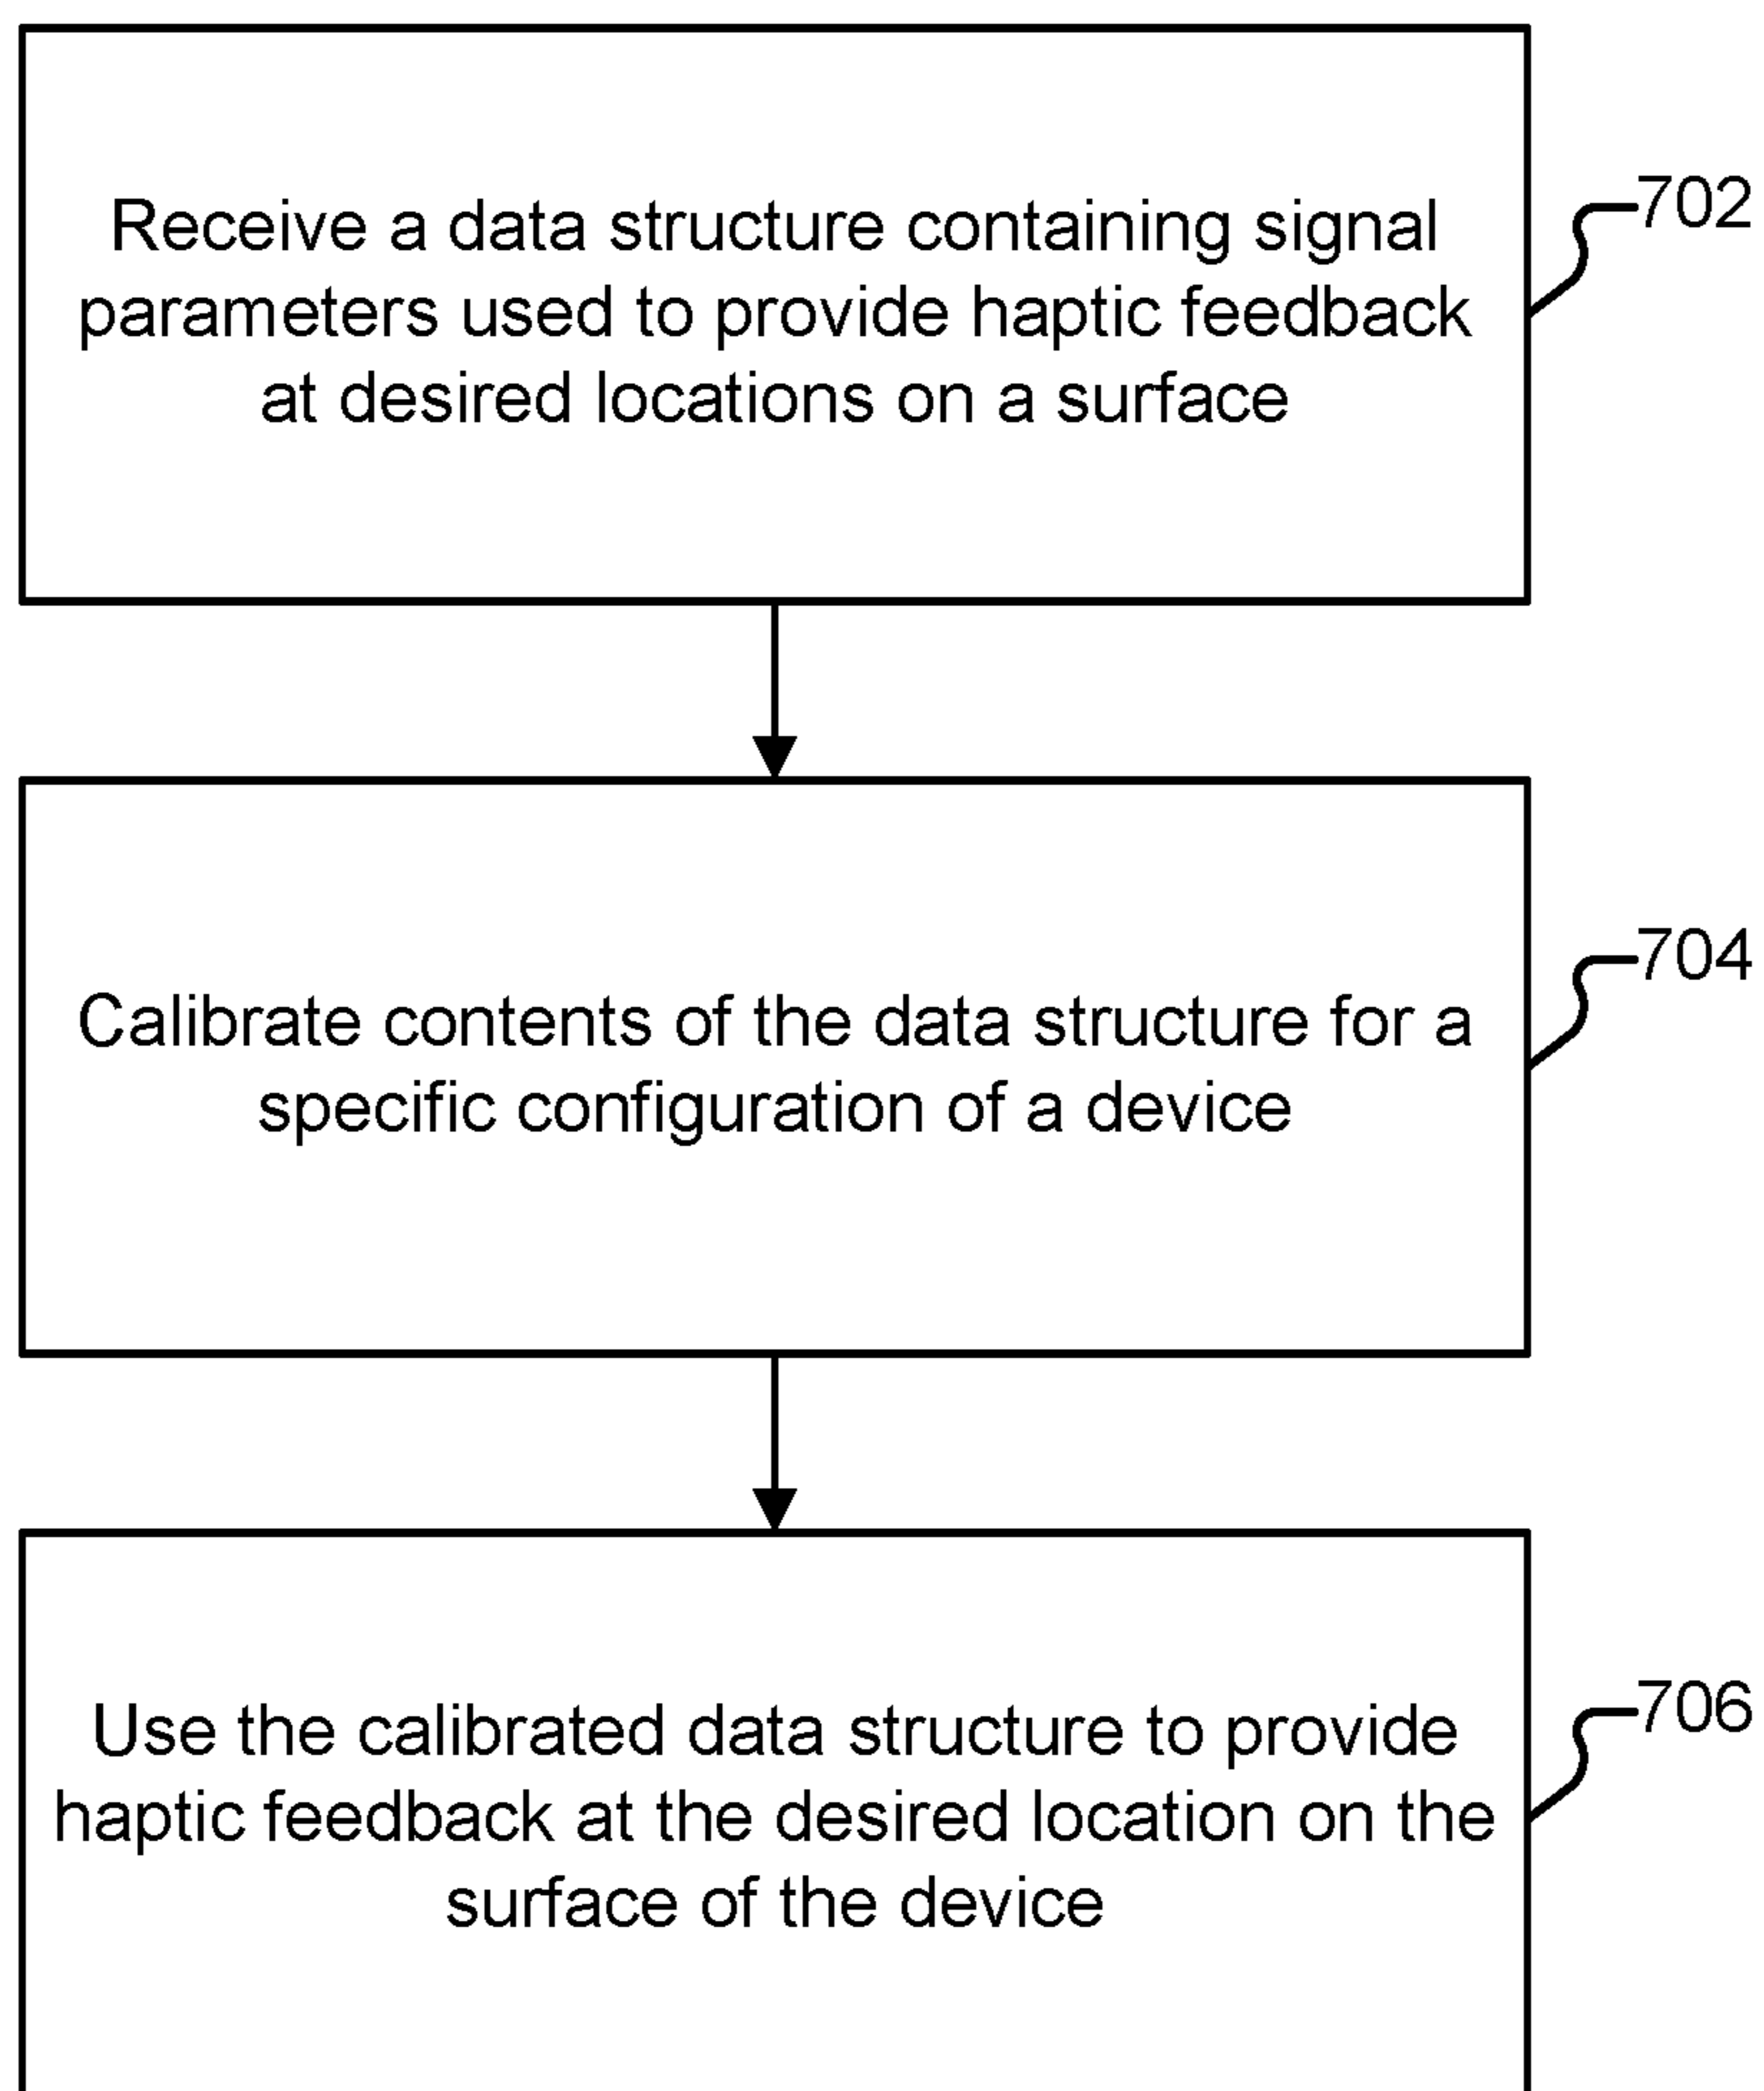 Receive a data structure containing signal
parameters used to provide haptic feedback
at desired locations on a surface
702
Calibrate contents of the data structure for a
specific configuration of a device
704
Use the calibrated data structure to provide
haptic feedback at the desired location on the
surface of the device
706